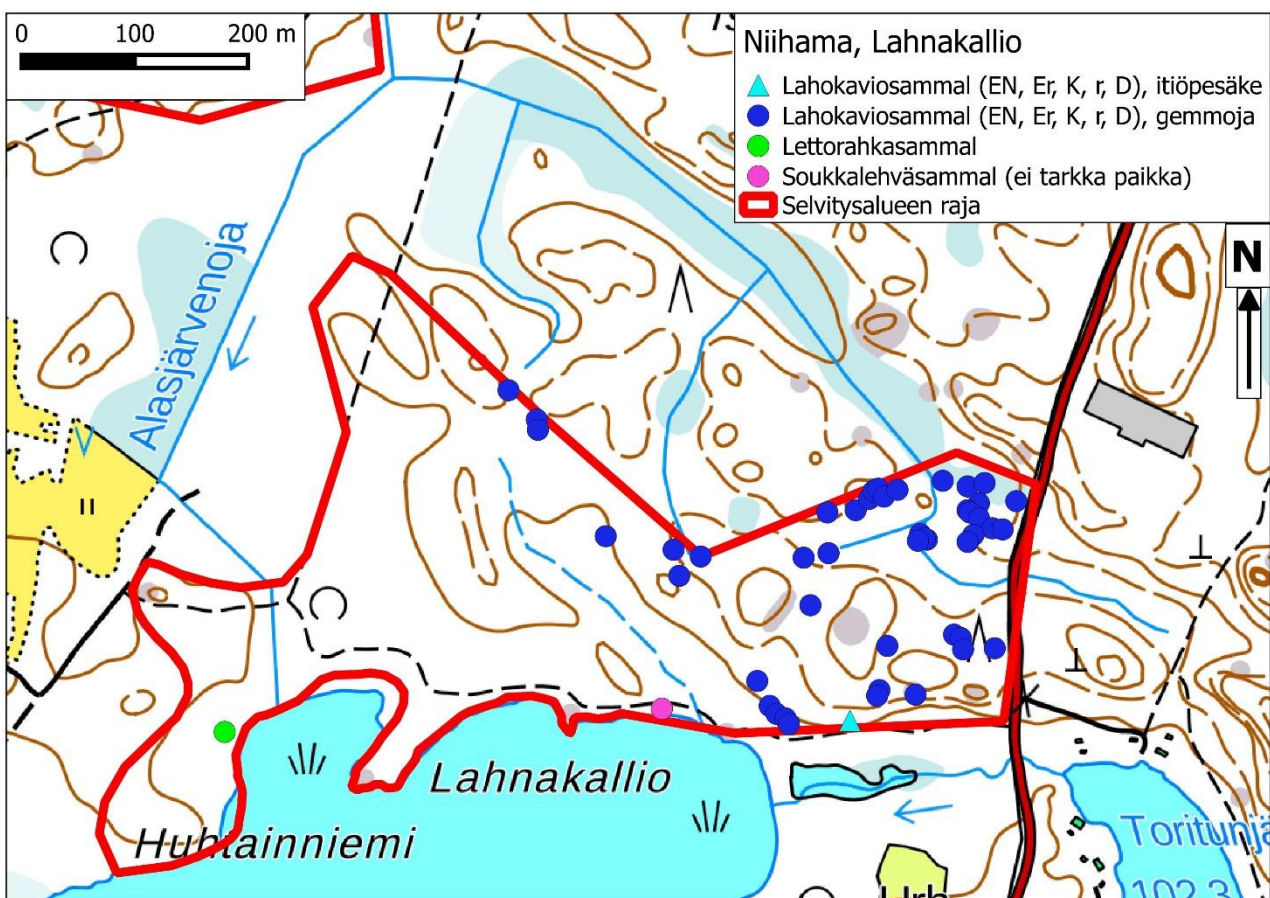 0 100 200 m
Niihama, Lahnakallio
Lahokaviosammal (EN, Er, K, r, D), itiöpesäke
Lahokaviosammal (EN, Er, K, r, D), gemmoja
Lettorahkasammal
Soukkalehväsammal (ei tarkka paikka)
Selvitysalueen raja
N
Alasjärvenoja
Lahnakallio
Huhtainniemi
Toritunjä
102.3
Urh